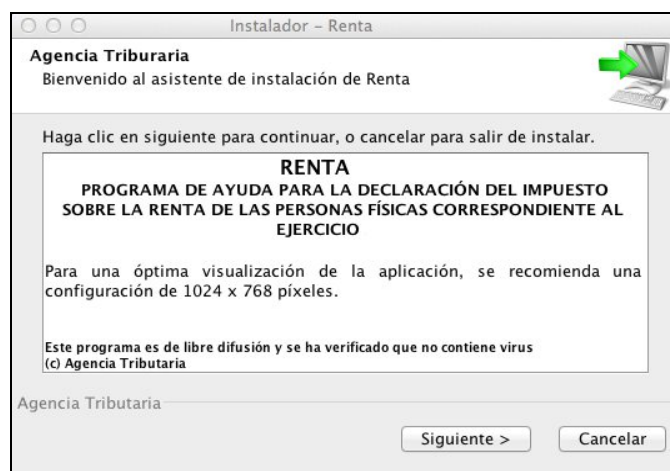 Instalador – Renta
Agencia Triburaria
Bienvenido al asistente de instalación de Renta
Haga clic en siguiente para continuar, o cancelar para salir de instalar.
RENTA
PROGRAMA DE AYUDA PARA LA DECLARACIÓN DEL IMPUESTO
SOBRE LA RENTA DE LAS PERSONAS FÍSICAS CORRESPONDIENTE AL
EJERCICIO
Para una óptima visualización de la aplicación, se recomienda una
configuración de 1024 x 768 píxeles.
Este programa es de libre difusión y se ha verificado que no contiene virus
(c) Agencia Tributaria
Agencia Tributaria
Siguiente >
Cancelar